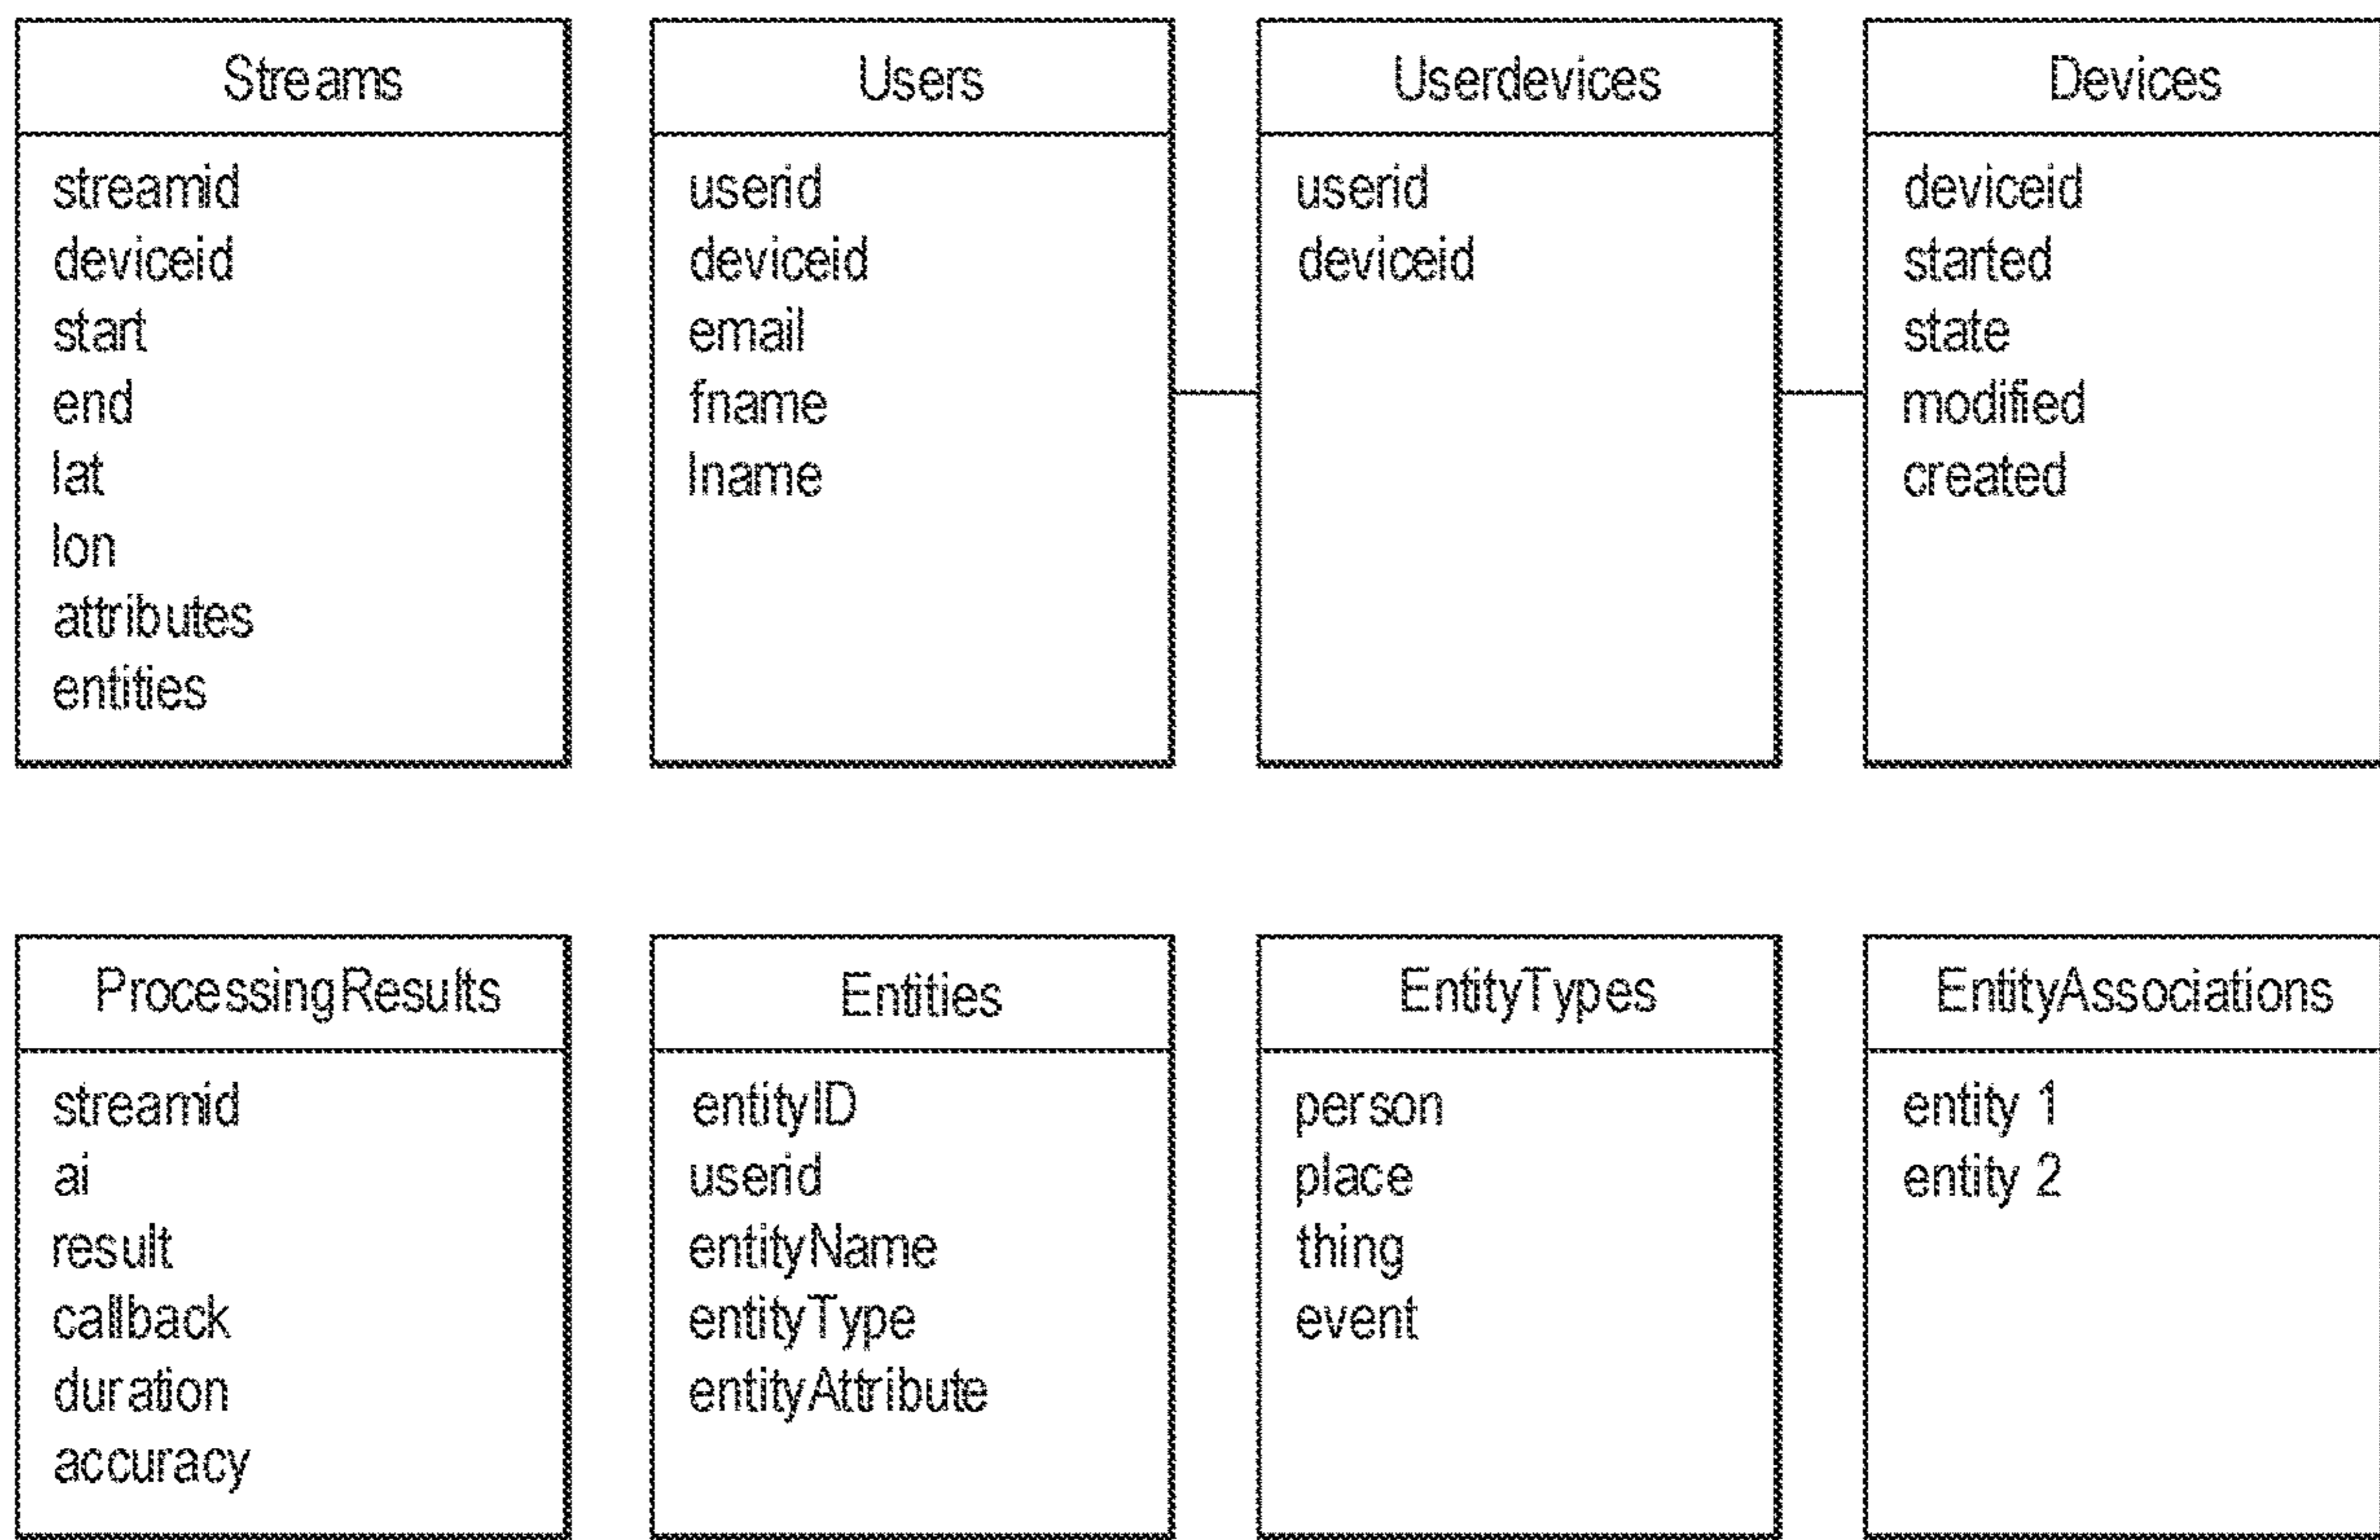 Streams
streamid
deviceid
start
end
lat
lon
attributes
entities
Users
userid
deviceid
email
fname
lname
Userdevices
userid
deviceid
Devices
deviceid
started
state
modified
created
ProcessingResults
streamid
ai
result
callback
duration
accuracy
Entities
entityID
userid
entityName
entityType
entityAttribute
EntityTypes
person
place
thing
event
EntityAssociations
entity 1
entity 2